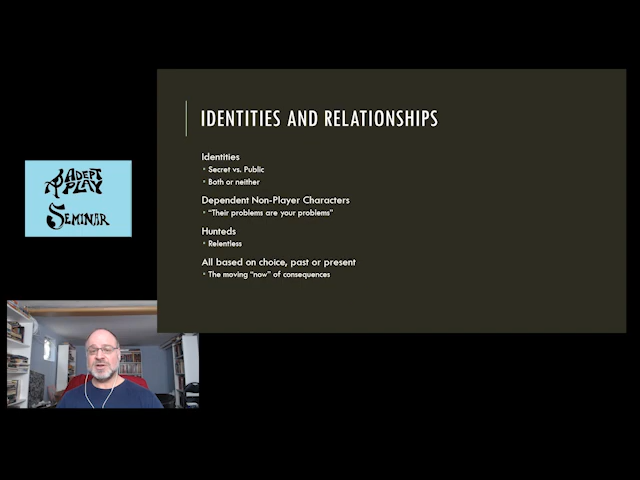 ADEPT
PLAY
SEMINAR
IDENTITIES AND RELATIONSHIPS
Identities
Secret vs. Public
Both or neither
Dependent Non-Player Characters
"Their problems are your problems"
Hunteds
Relentless
All based on choice, past or present
The moving "now" of consequences